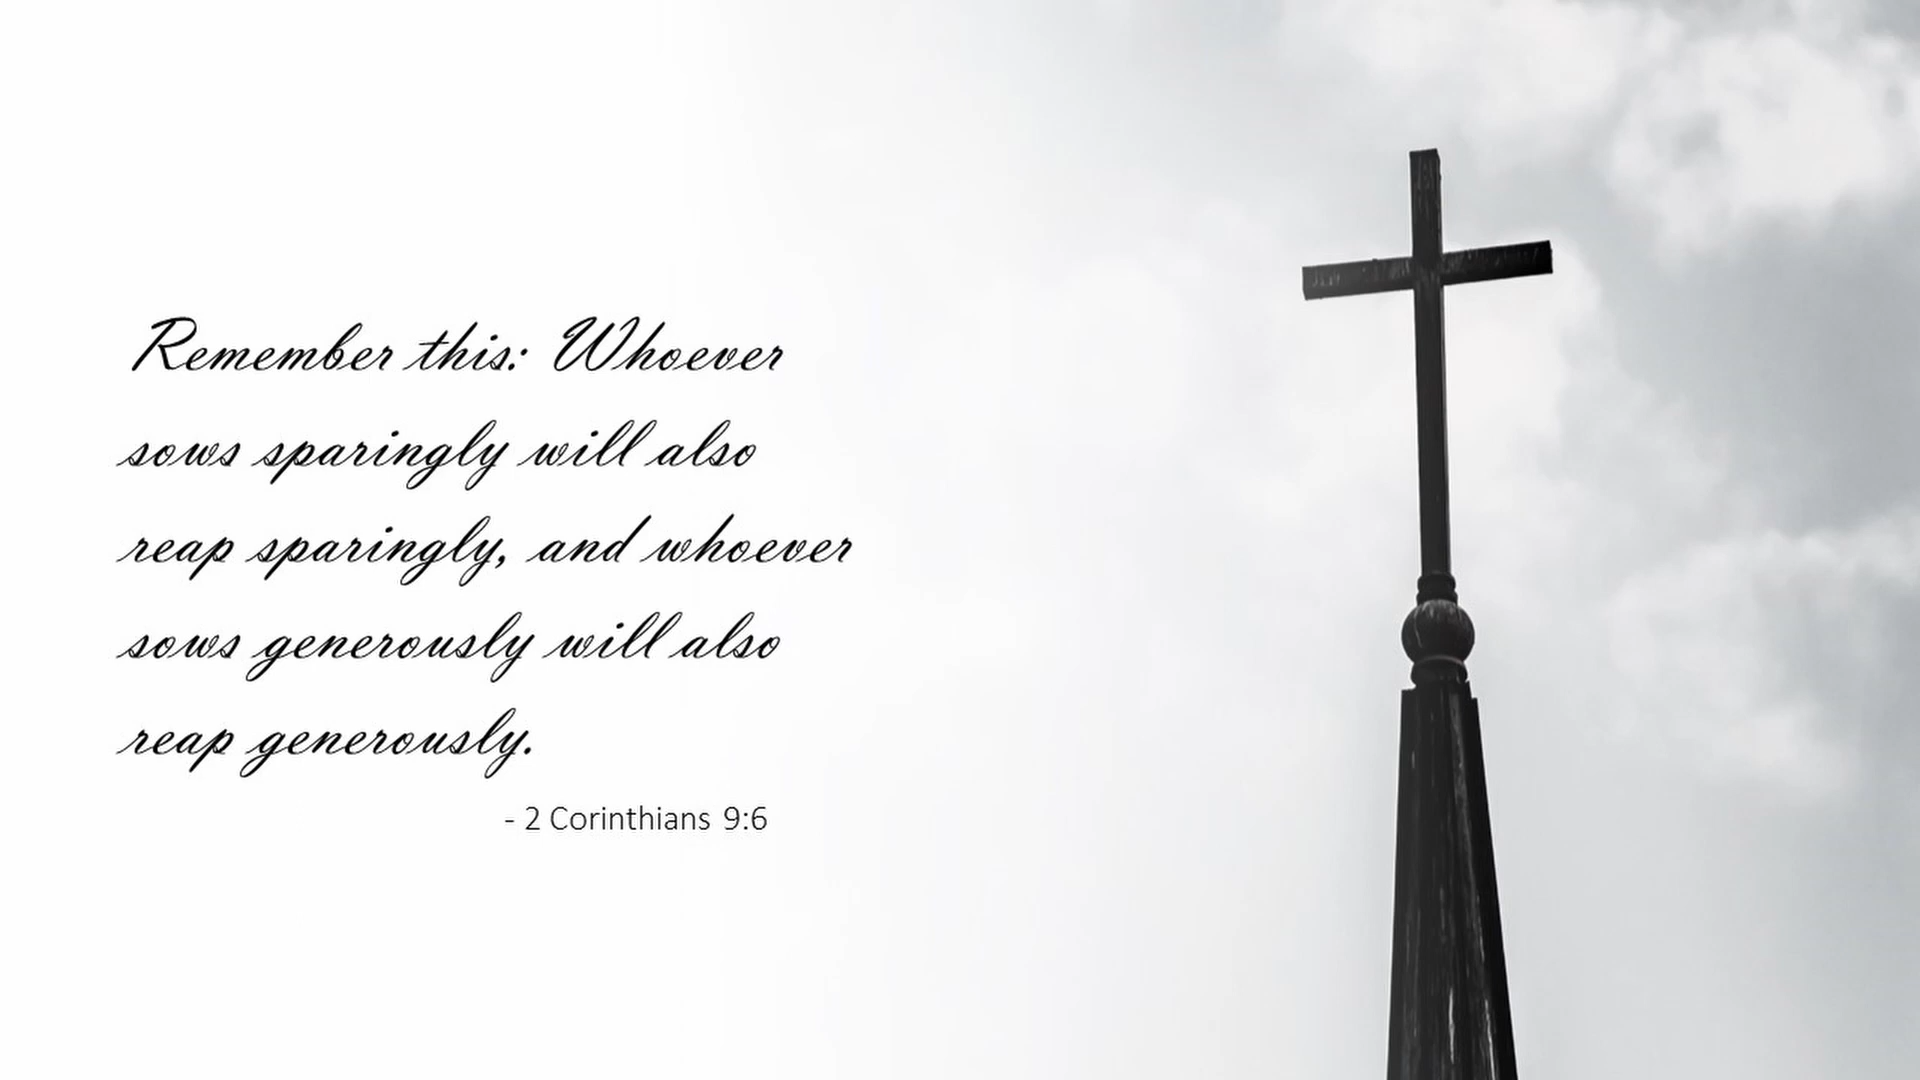 Remember this: Whoever
sows sparingly will also
reap sparingly, and whoever
sows generously will also
reap generously.
- 2 Corinthians 9:6